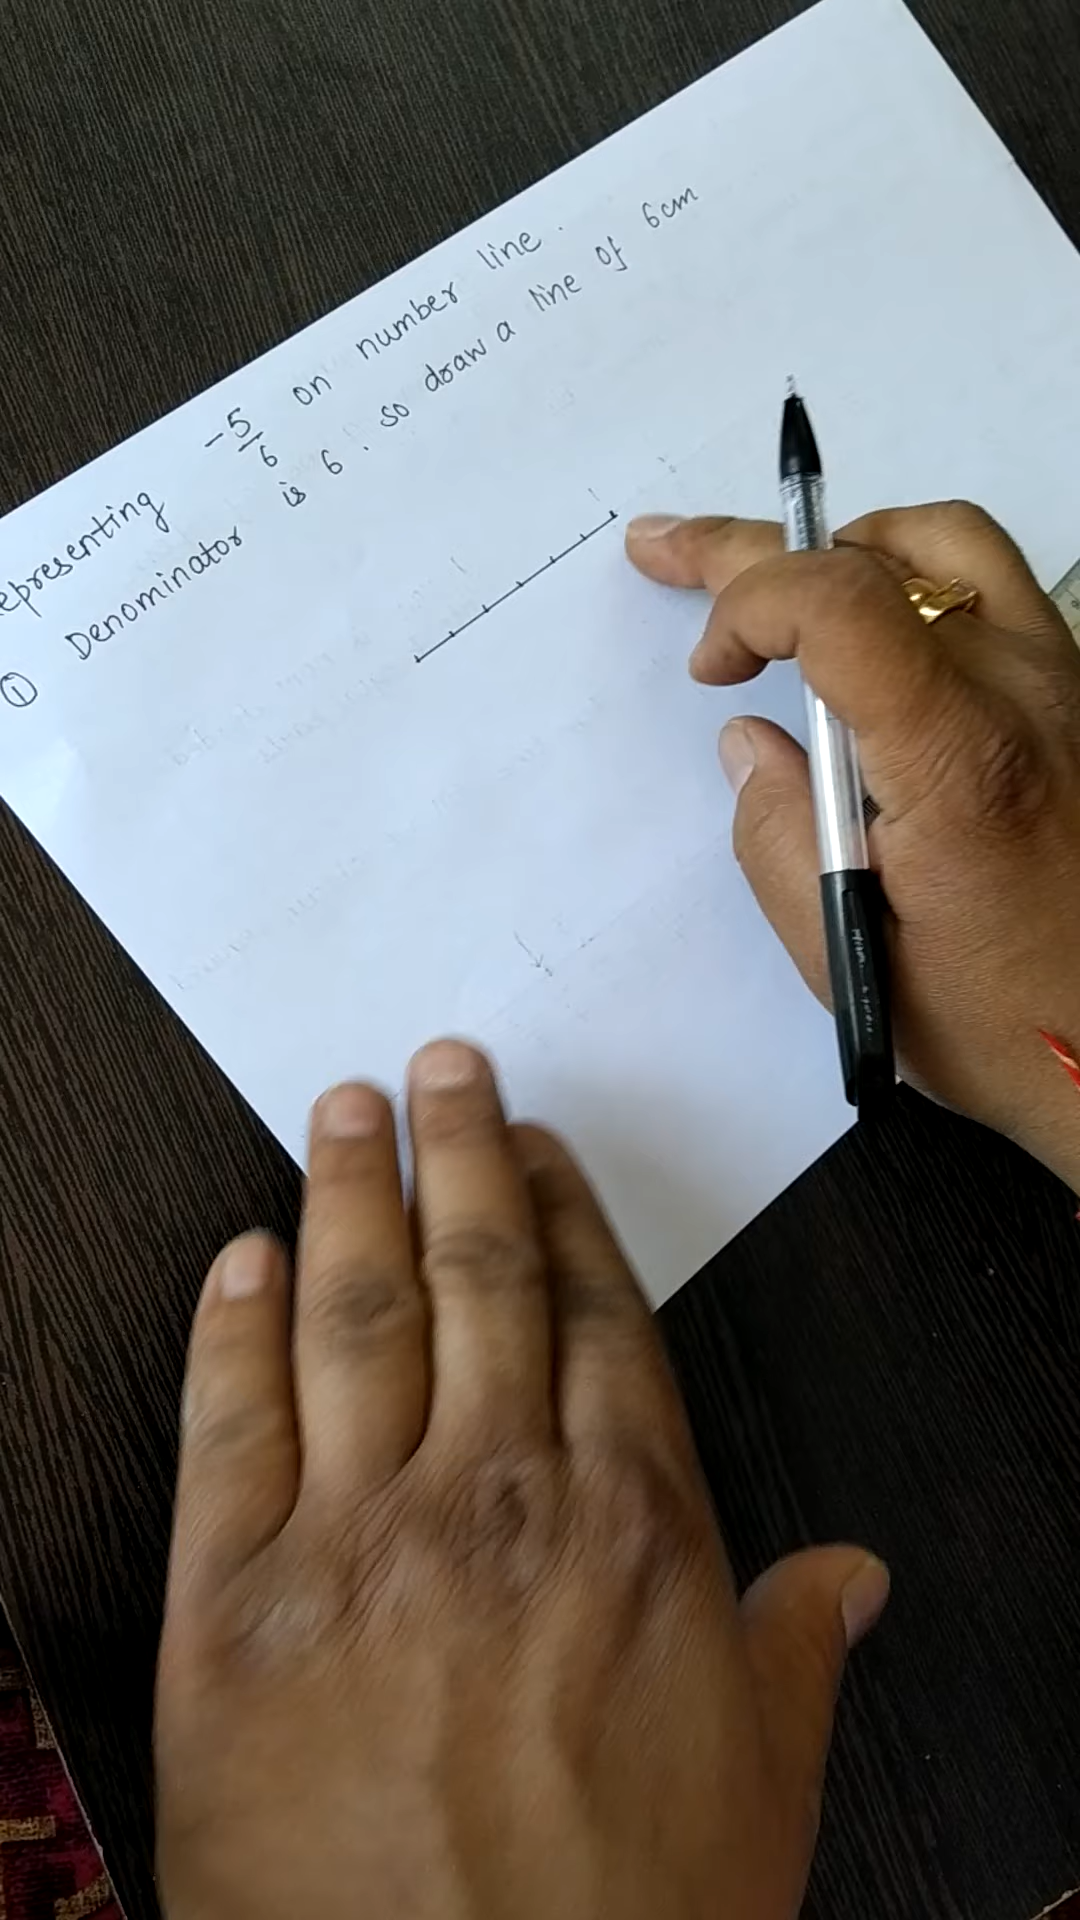 epresenting -5/6 on number line.
① Denominator is 6. so draw a line of 6cm